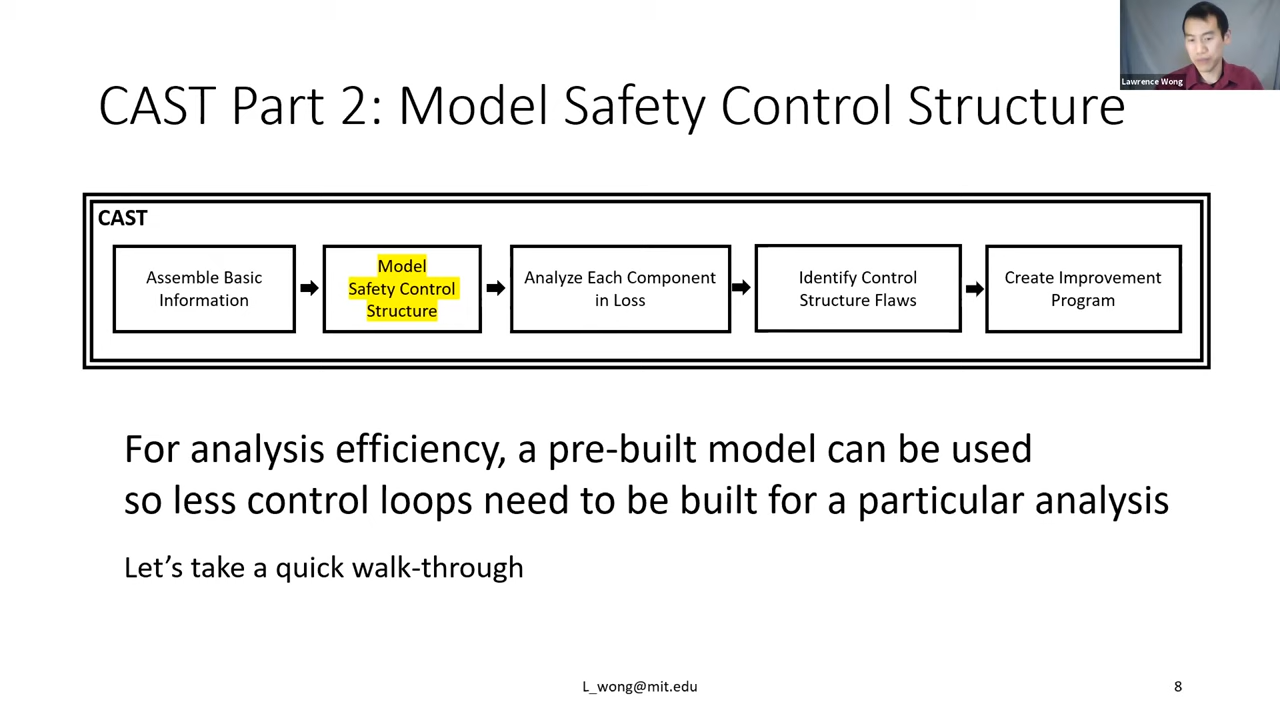 Lawrence Wong
CAST Part 2: Model Safety Control Structure
CAST
Assemble Basic
Information
Model
Safety Control
Structure
Analyze Each Component
in Loss
Identify Control
Structure Flaws
Create Improvement
Program
For analysis efficiency, a pre-built model can be used
so less control loops need to be built for a particular analysis
Let’s take a quick walk-through
L_wong@mit.edu
8